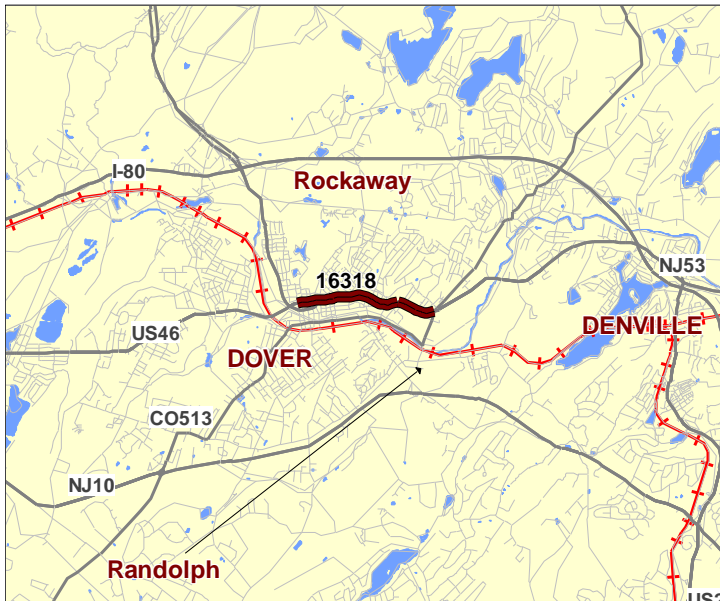 I-80
Rockaway
16318
NJ53
US46
DENVILLE
DOVER
CO513
NJ10
Randolph